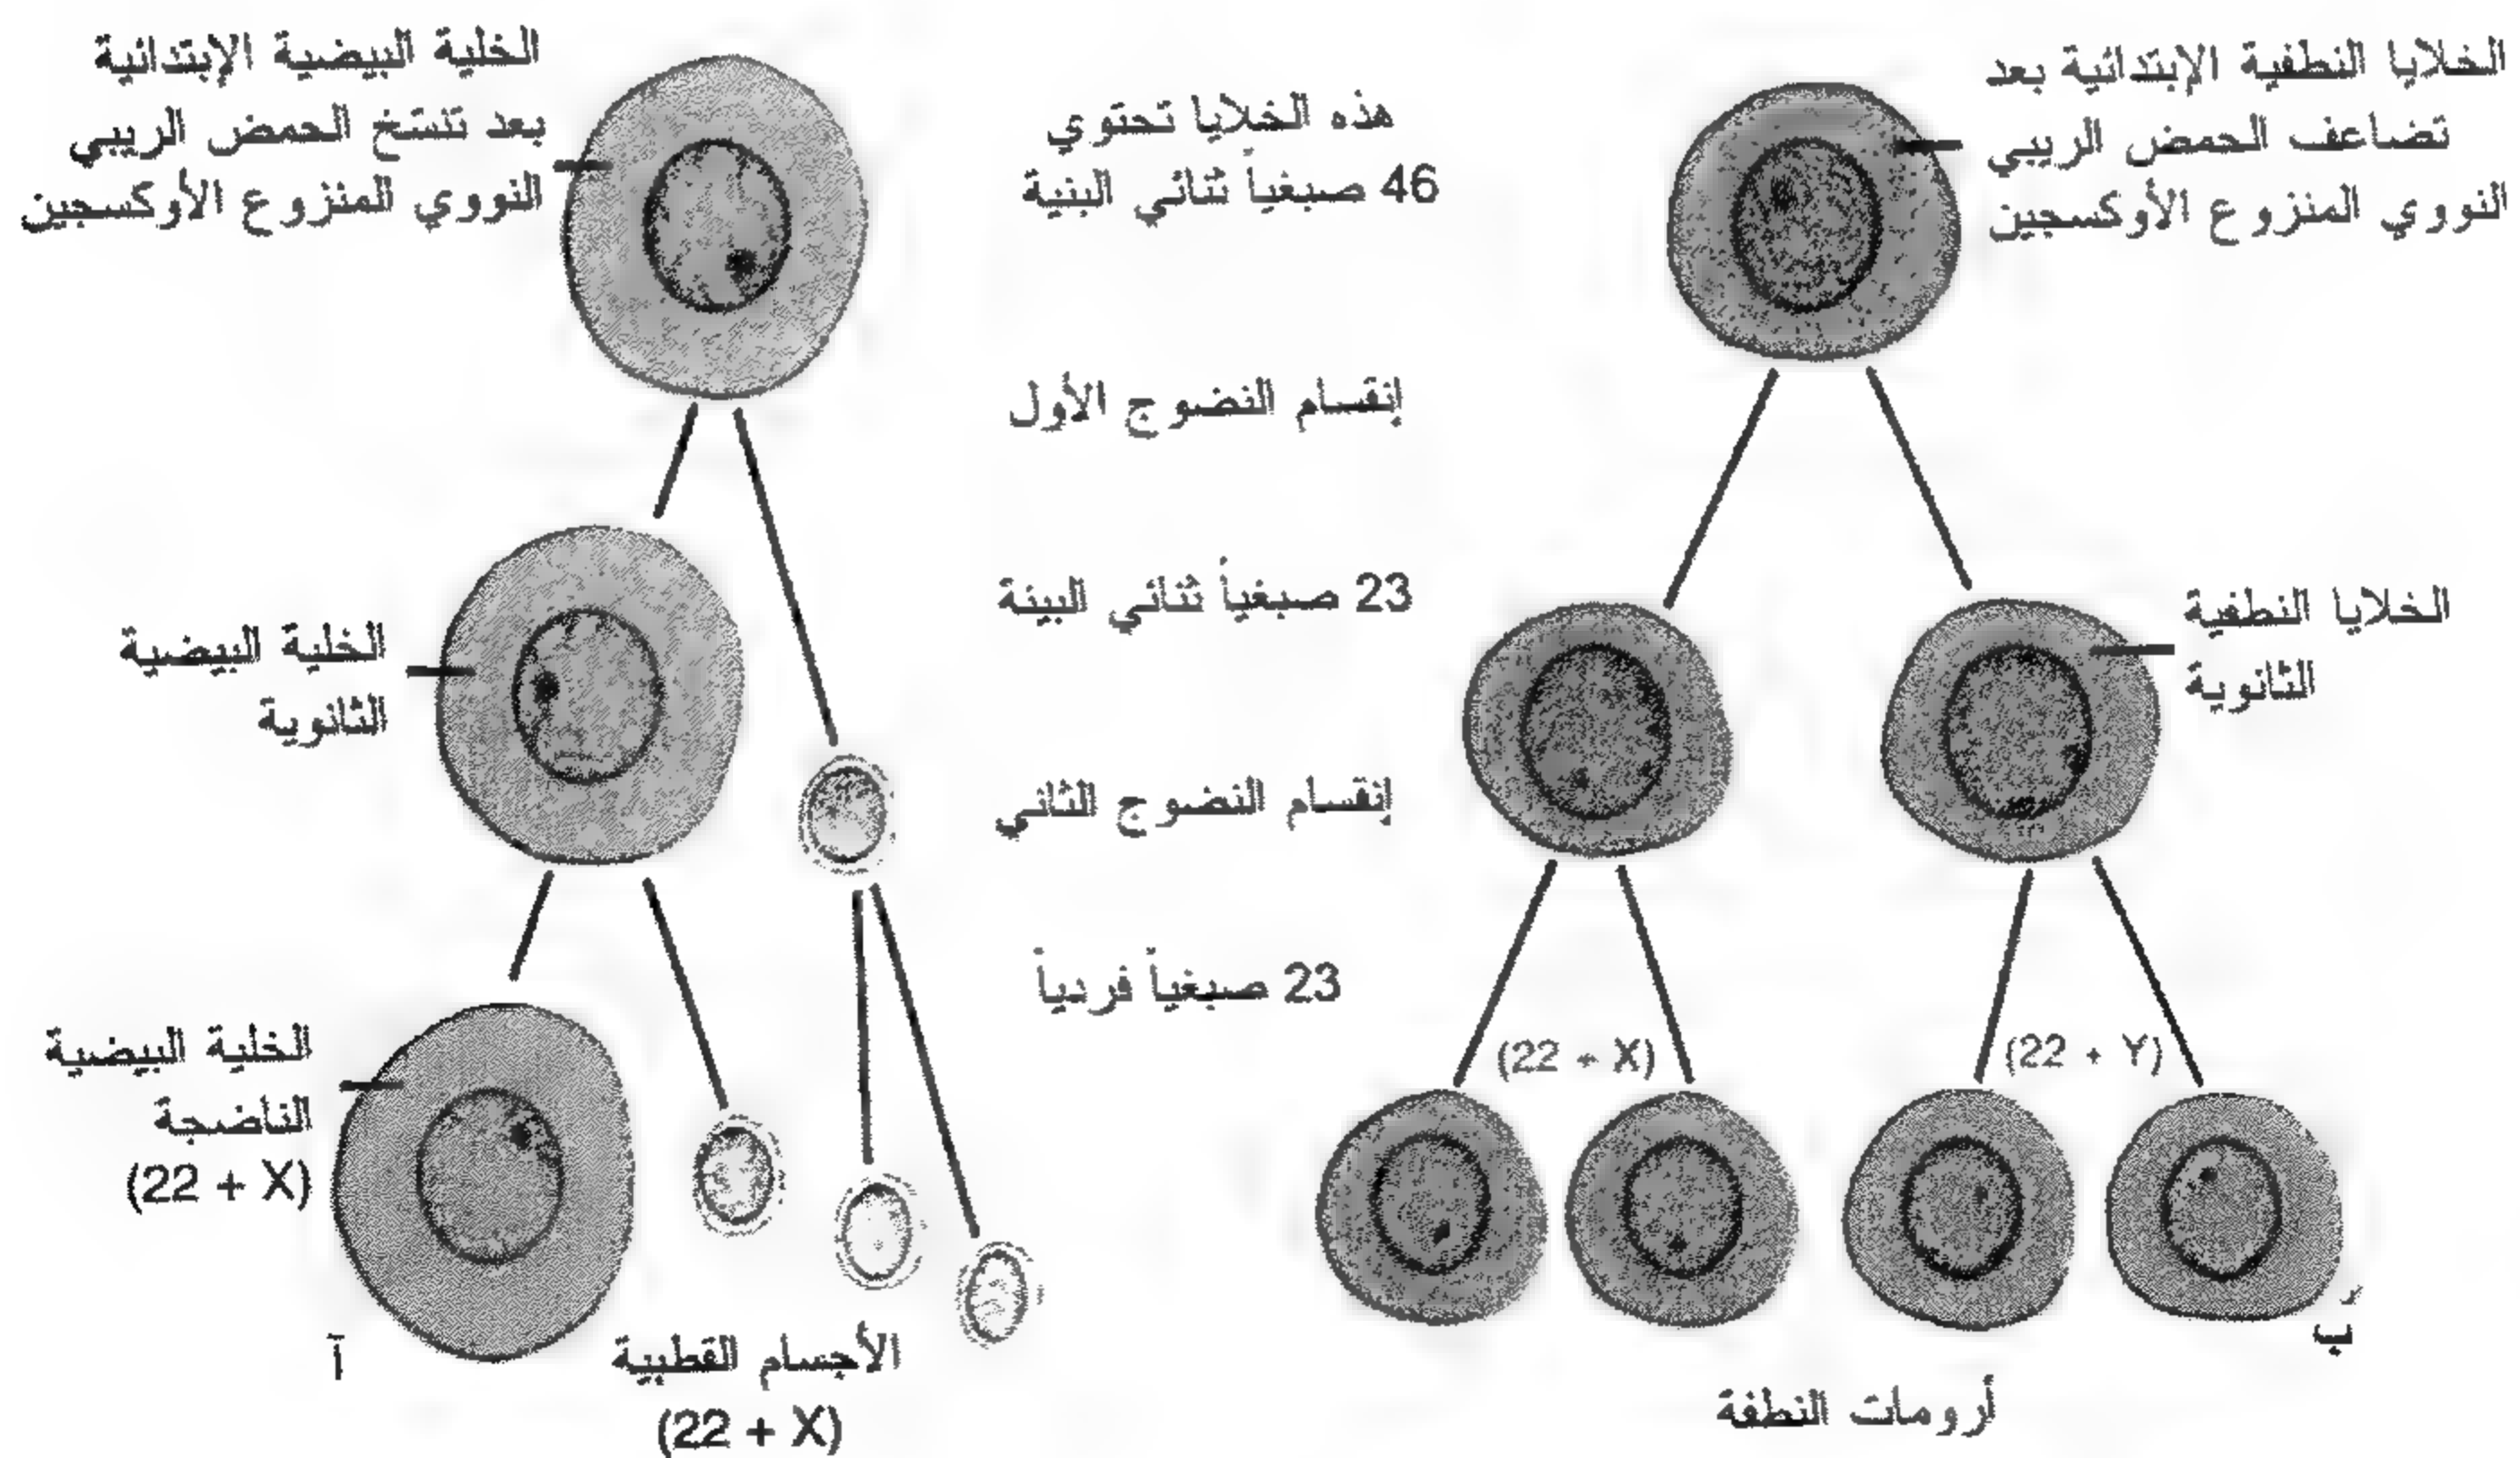 الخلايا النطفية الإبتدائية بعد
تضاعف الحمض الريبي
النووي المنزوع الأوكسجين
هذه الخلايا تحتوي
46 صبغياً ثنائي البنية
الخلية البيضية الإبتدائية
بعد تنسخ الحمض الريبي
النووي المنزوع الأوكسجين
إنقسام النضوج الأول
الخلايا النطفية
الثانوية
23 صبغياً ثنائي البينة
الخلية البيضية
الثانوية
إنقسام النضوج الثاني
23 صبغياً فردياً
(22 + Y)
(22 + X)
الخلية البيضية
الناضجة
(22 + X)
ب
أرومات النطفة
الأجسام القطبية
(22 + X)
آ